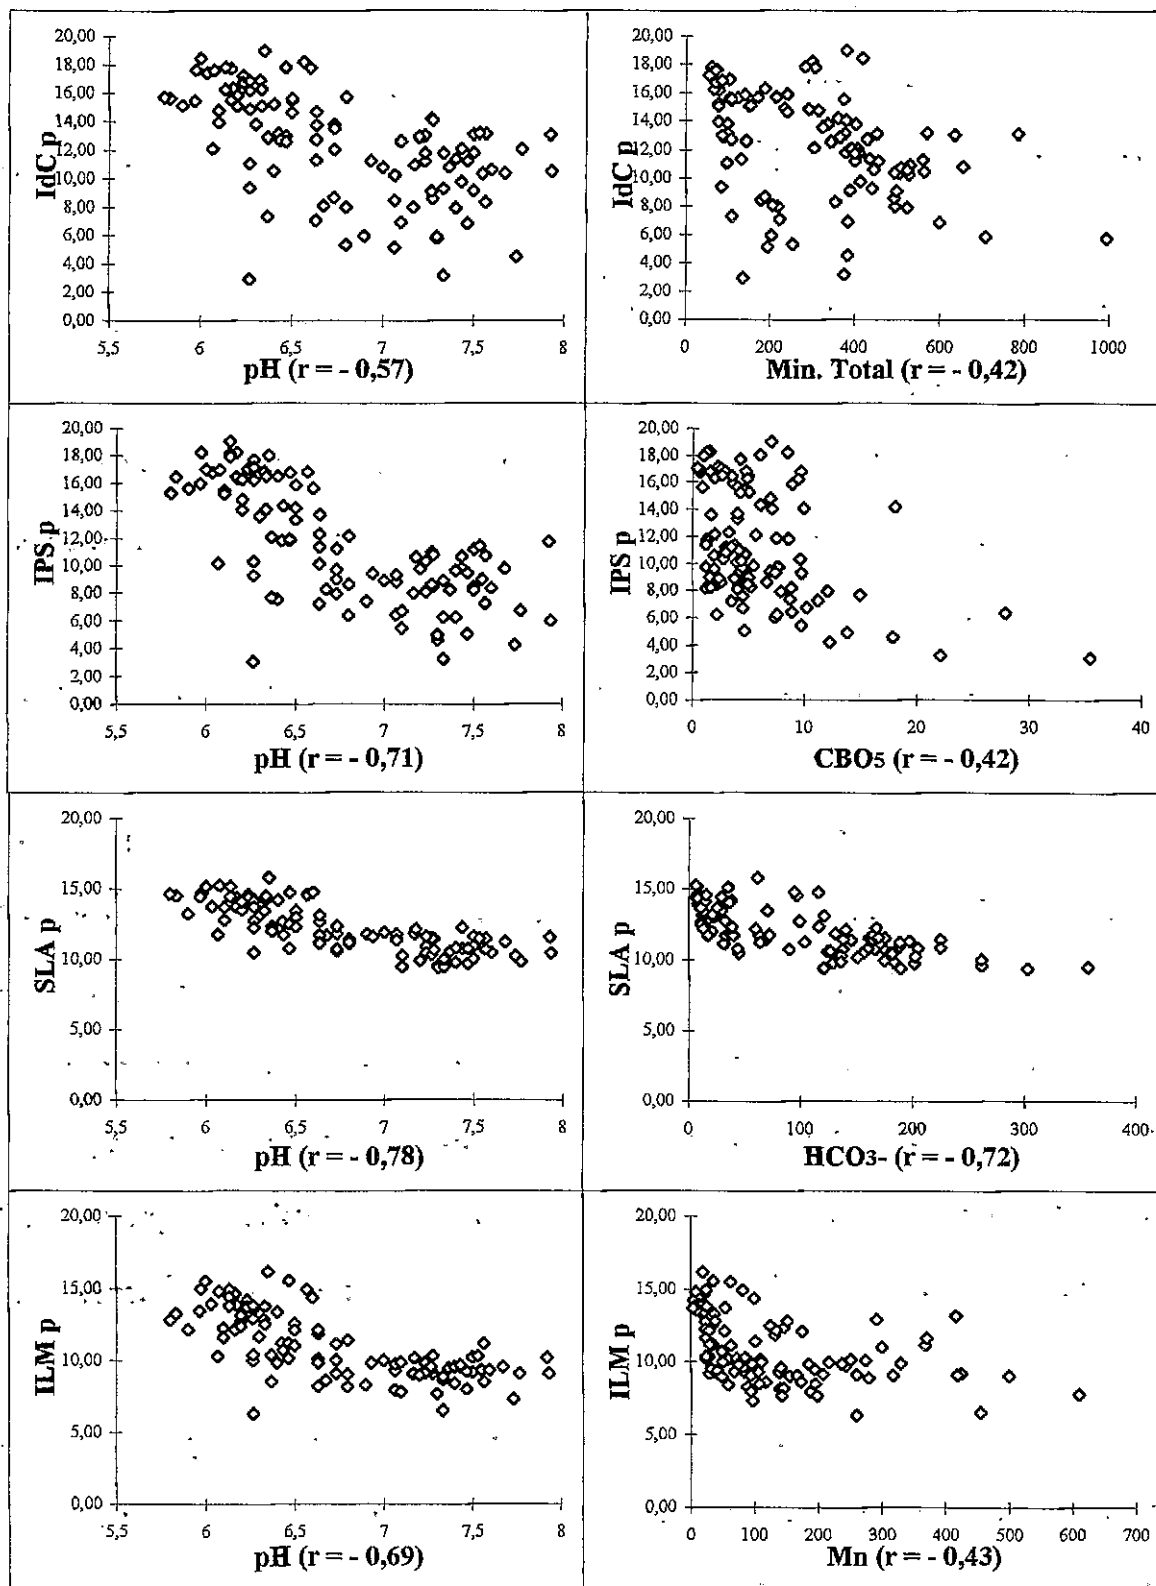 IdC p
20,00
18,00
16,00
14,00
12,00
10,00
8,00
6,00
4,00
2,00
0,00
5,5 6 6,5 7 7,5 8
pH (r = - 0,57)
IdC p
20,00
18,00
16,00
14,00
12,00
10,00
8,00
6,00
4,00
2,00
0,00
0 200 400 600 800 1000
Min. Total (r = - 0,42)
IPS p
20,00
18,00
16,00
14,00
12,00
10,00
8,00
6,00
4,00
2,00
0,00
5,5 6 6,5 7 7,5 8
pH (r = - 0,71)
IPS p
20,00
18,00
16,00
14,00
12,00
10,00
8,00
6,00
4,00
2,00
0,00
0 10 20 30 40
CBO5 (r = - 0,42)
SLA p
20,00
15,00
10,00
5,00
0,00
5,5 6 6,5 7 7,5 8
pH (r = - 0,78)
SLA p
20,00
15,00
10,00
5,00
0,00
0 100 200 300 400
HCO3- (r = - 0,72)
ILM p
20,00
15,00
10,00
5,00
0,00
5,5 6 6,5 7 7,5 8
pH (r = - 0,69)
ILM p
20,00
15,00
10,00
5,00
0,00
0 100 200 300 400 500 600 700
Mn (r = - 0,43)